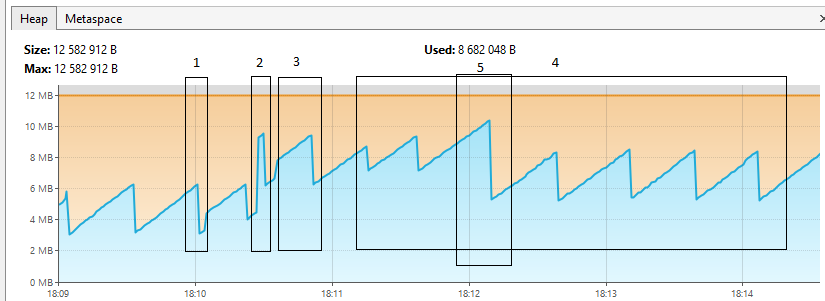 Heap Metaspace
Size: 12 582 912 B Used: 8 682 048 B
Max: 12 582 912 B
1 2 3 5 4
12 MB
10 MB
8 MB
6 MB
4 MB
2 MB
0 MB
18:09 18:10 18:11 18:12 18:13 18:14